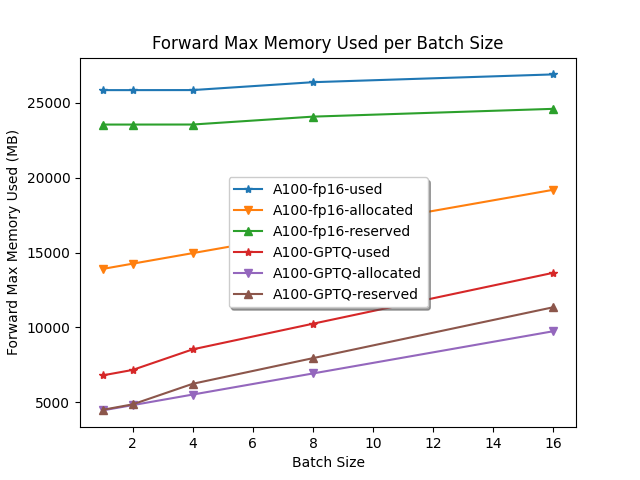 Forward Max Memory Used per Batch Size
Forward Max Memory Used (MB)
25000
20000
15000
10000
5000
A100-fp16-used
A100-fp16-allocated
A100-fp16-reserved
A100-GPTQ-used
A100-GPTQ-allocated
A100-GPTQ-reserved
2 4 6 8 10 12 14 16
Batch Size